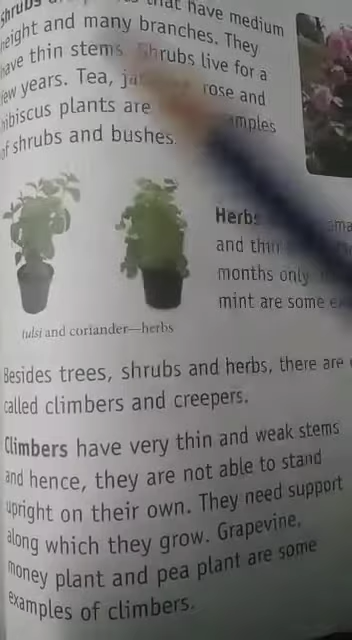 shrubs that have medium
height and many branches. They
have thin stems. Shrubs live for a
few years. Tea, rose and
hibiscus plants are
of shrubs and bushes.
Herbs
and thin
months only
mint are some
tulsi and coriander—herbs
Besides trees, shrubs and herbs, there are
called climbers and creepers.
Climbers have very thin and weak stems
and hence, they are not able to stand
upright on their own. They need support
along which they grow. Grapevine,
money plant and pea plant are some
examples of climbers.